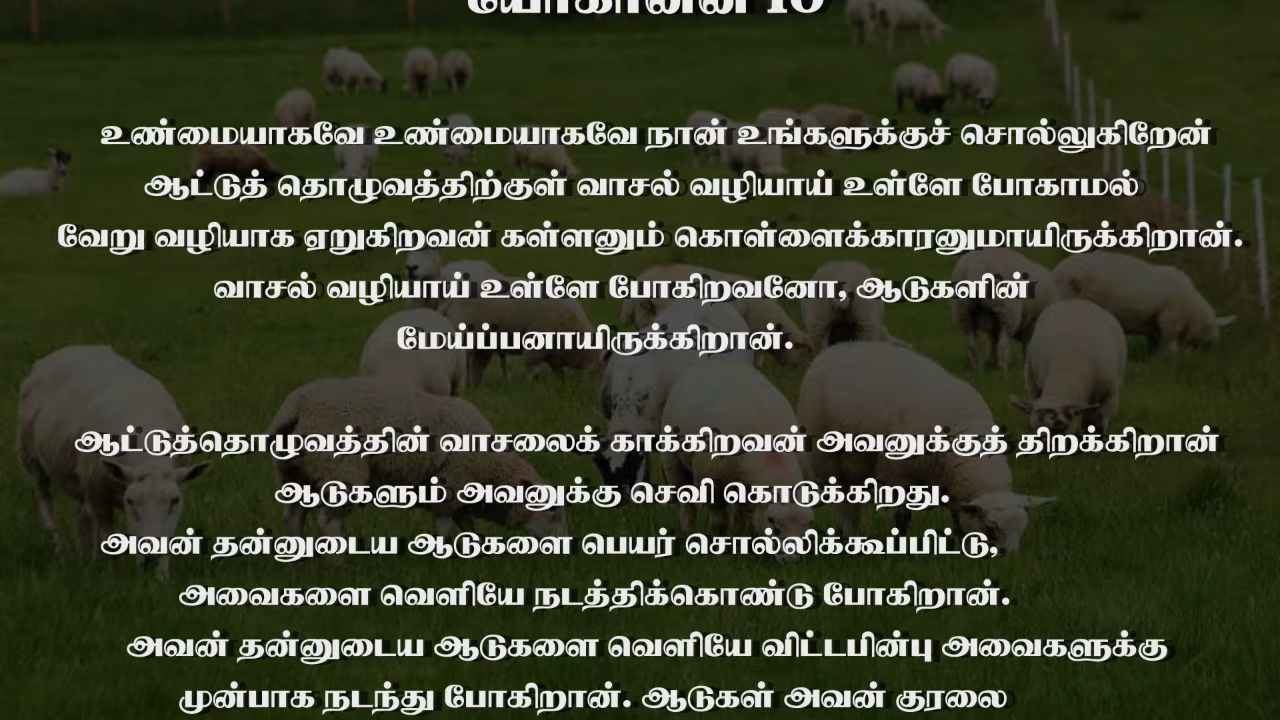 யோவான் 10
உண்மையாகவே உண்மையாகவே நான் உங்களுக்குச் சொல்லுகிறேன்
ஆட்டுத் தொழுவத்திற்குள் வாசல் வழியாய் உள்ளே போகாமல்
வேறு வழியாக ஏறுகிறவன் கள்ளனும் கொள்ளைக்காரனுமாயிருக்கிறான்.
வாசல் வழியாய் உள்ளே போகிறவனோ, ஆடுகளின்
மேய்ப்பனாயிருக்கிறான்.
ஆட்டுத்தொழுவத்தின் வாசலைக் காக்கிறவன் அவனுக்குத் திறக்கிறான்
ஆடுகளும் அவனுக்கு செவி கொடுக்கிறது.
அவன் தன்னுடைய ஆடுகளை பெயர் சொல்லிக்கூப்பிட்டு,
அவைகளை வெளியே நடத்திக்கொண்டு போகிறான்.
அவன் தன்னுடைய ஆடுகளை வெளியே விட்டபின்பு அவைகளுக்கு
முன்பாக நடந்து போகிறான். ஆடுகள் அவன் குரலை